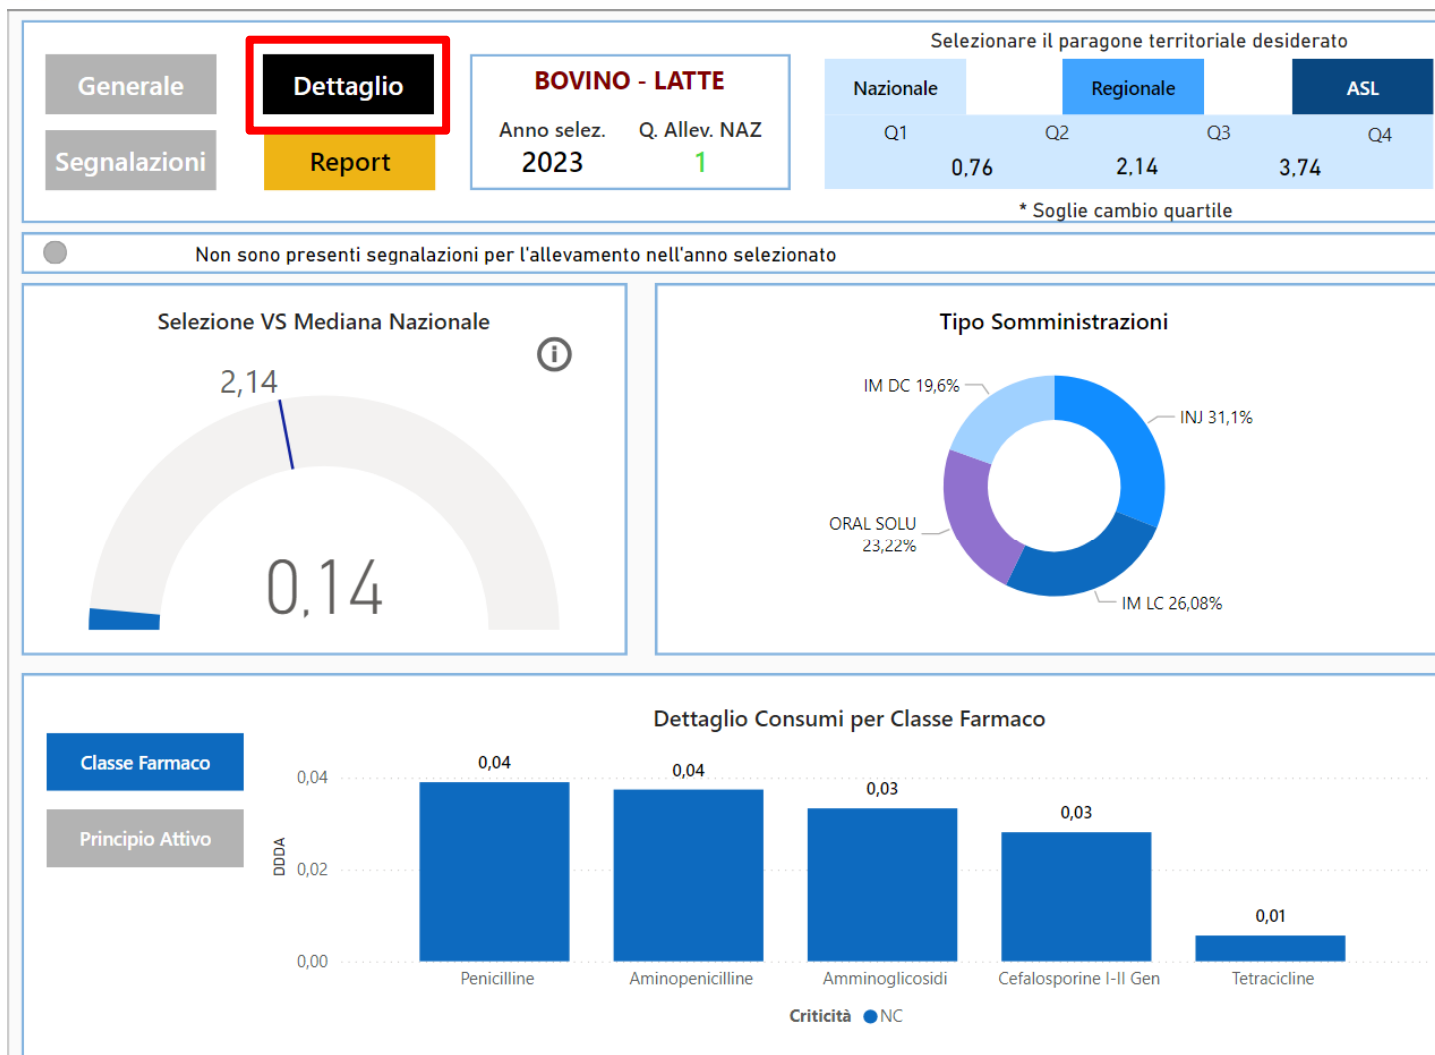 Generale
Dettaglio
Segnalazioni
Report
BOVINO - LATTE
Anno selez. Q. Allev. NAZ
2023 1
Selezionare il paragone territoriale desiderato
Nazionale Regionale ASL
Q1 Q2 Q3 Q4
0,76 2,14 3,74
* Soglie cambio quartile
Non sono presenti segnalazioni per l'allevamento nell'anno selezionato
Selezione VS Mediana Nazionale
i
2,14
0,14
Tipo Somministrazioni
IM DC 19,6%
INJ 31,1%
ORAL SOLU
23,22%
IM LC 26,08%
Dettaglio Consumi per Classe Farmaco
Classe Farmaco
Principio Attivo
DDDA
0,04
0,02
0,00
0,04
0,04
0,03
0,03
0,01
Penicilline Aminopenicilline Amminoglicosidi Cefalosporine I-II Gen Tetracicline
Criticità NC